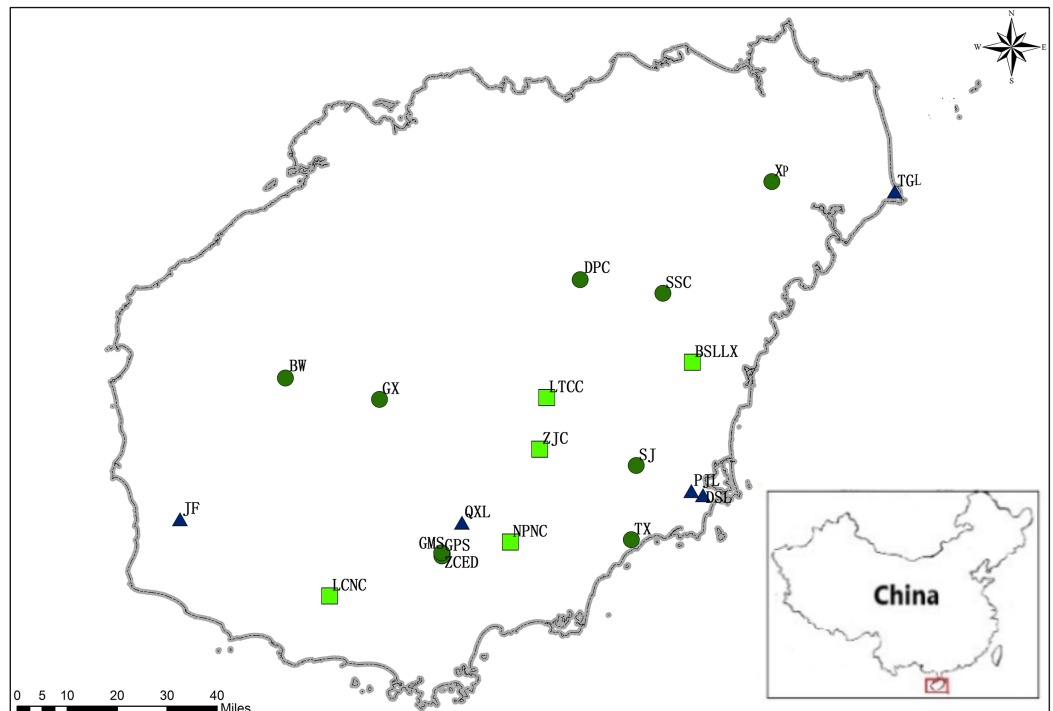 N
W E
S
XP
TGL
DPC
SSC
BSLLX
BW
GX
LTCC
ZJC
SJ
PJL
DSL
JF
QXL
TX
NPNC
GMS
GPS
ZCED
LCNC
China
0 5 10 20 30 40
Miles